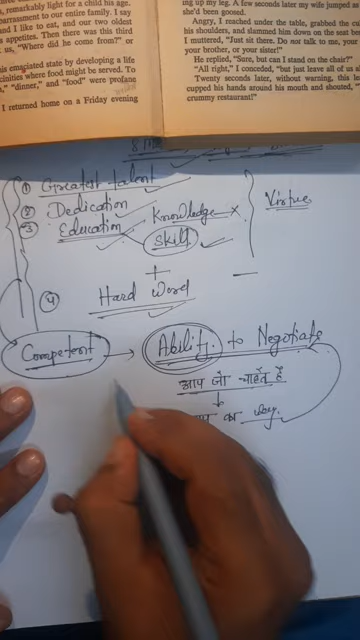 , remarkably light for a child his age.
barrassment to our entire family. I say
nd I like to eat, and our two oldest
s appetites. Then there was this third
us, "Where did he come from?" or
is emaciated state by developing a life
cinities where food might be served. To
," "dinner," and "food" were profane
I returned home on a Friday evening
ing up my leg. A few seconds later my wife jumped as
she'd been goosed.
Angry, I reached under the table, grabbed the
his shoulders, and slammed him down on the seat be
I muttered, "Just sit there. Do not talk to me, your
your brother, or your sister!"
He replied, "Sure, but can I stand on the chair?"
"All right," I conceded, "but just leave all of us al
Twenty seconds later, without warning, this
cupped his hands around his mouth and shouted, "
crummy restaurant!"
① Greatest talent
② Dedication
③ Education Knowledge ×
Skill
Virtue
+
④ Hard Word
Competent → Ability to Negotiate
आप जो चाहते हैं
↓
का